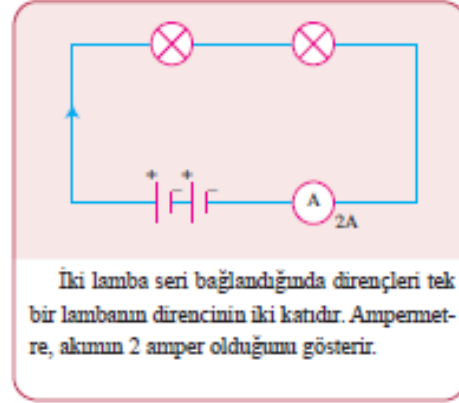 + +
− −
A
2A
İki lamba seri bağlandığında dirençleri tek
bir lambanın direncinin iki katıdır. Ampermet-
re, akımın 2 amper olduğunu gösterir.